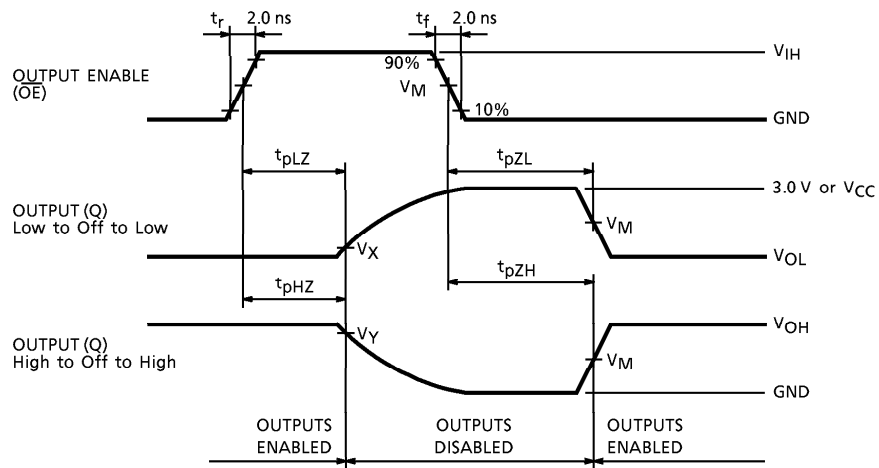 tr 2.0 ns tf 2.0 ns
VIH
90%
OUTPUT ENABLE
(O̅E̅)
VM
10%
GND
tpLZ tpZL
3.0 V or VCC
OUTPUT (Q)
Low to Off to Low
VX
VM
VOL
tpHZ tpZH
VOH
OUTPUT (Q)
High to Off to High
VY
VM
GND
OUTPUTS
ENABLED
OUTPUTS
DISABLED
OUTPUTS
ENABLED